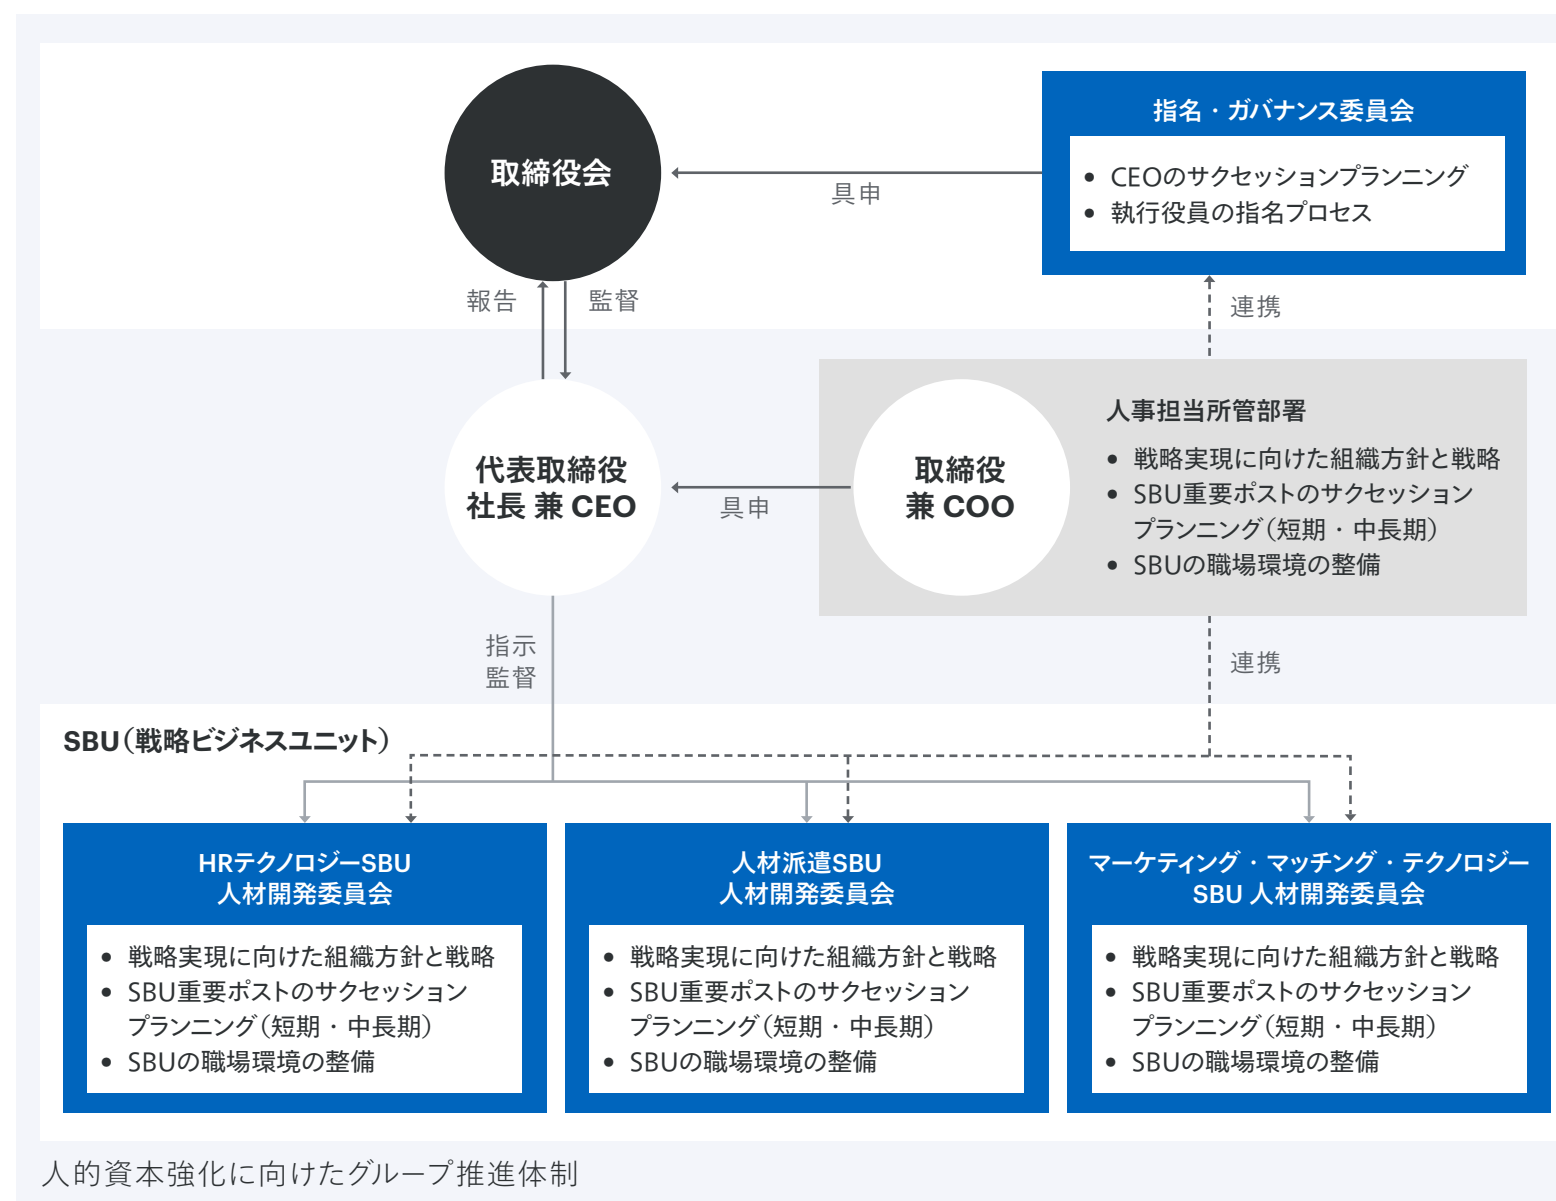 取締役会
指名・ガバナンス委員会
• CEOのサクセッションプランニング
• 執行役員の指名プロセス
具申
報告
監督
連携
代表取締役
社長 兼 CEO
具申
取締役
兼 COO
人事担当所管部署
• 戦略実現に向けた組織方針と戦略
• SBU重要ポストのサクセッション
プランニング(短期・中長期)
• SBUの職場環境の整備
指示
監督
連携
SBU(戦略ビジネスユニット)
HRテクノロジーSBU
人材開発委員会
• 戦略実現に向けた組織方針と戦略
• SBU重要ポストのサクセッション
プランニング(短期・中長期)
• SBUの職場環境の整備
人材派遣SBU
人材開発委員会
• 戦略実現に向けた組織方針と戦略
• SBU重要ポストのサクセッション
プランニング(短期・中長期)
• SBUの職場環境の整備
マーケティング・マッチング・テクノロジー
SBU 人材開発委員会
• 戦略実現に向けた組織方針と戦略
• SBU重要ポストのサクセッション
プランニング(短期・中長期)
• SBUの職場環境の整備
人的資本強化に向けたグループ推進体制